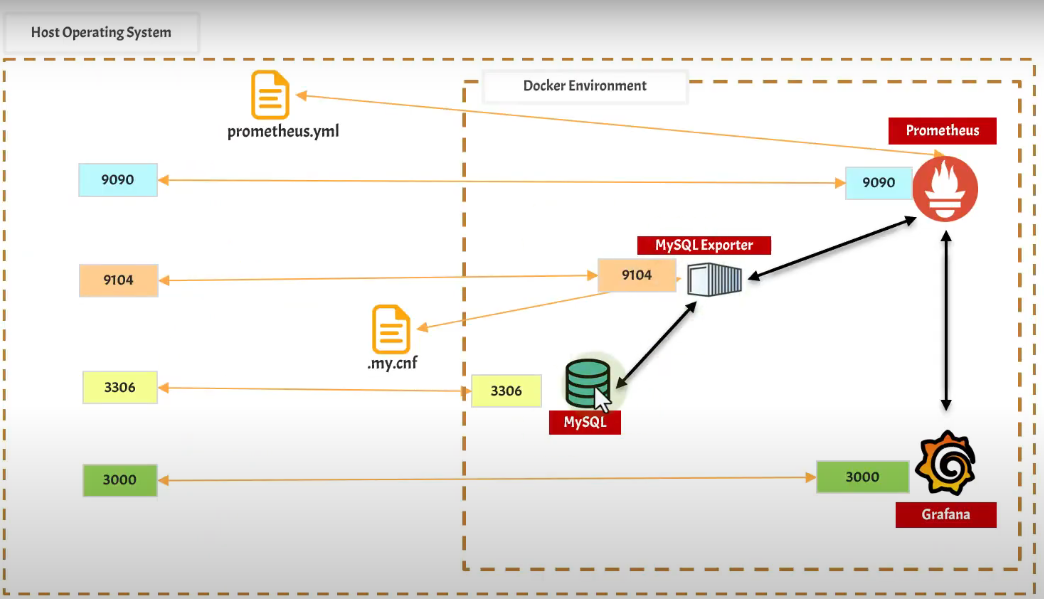 Host Operating System
Docker Environment
prometheus.yml
Prometheus
9090
9090
MySQL Exporter
9104
9104
.my.cnf
3306
3306
MySQL
3000
3000
Grafana